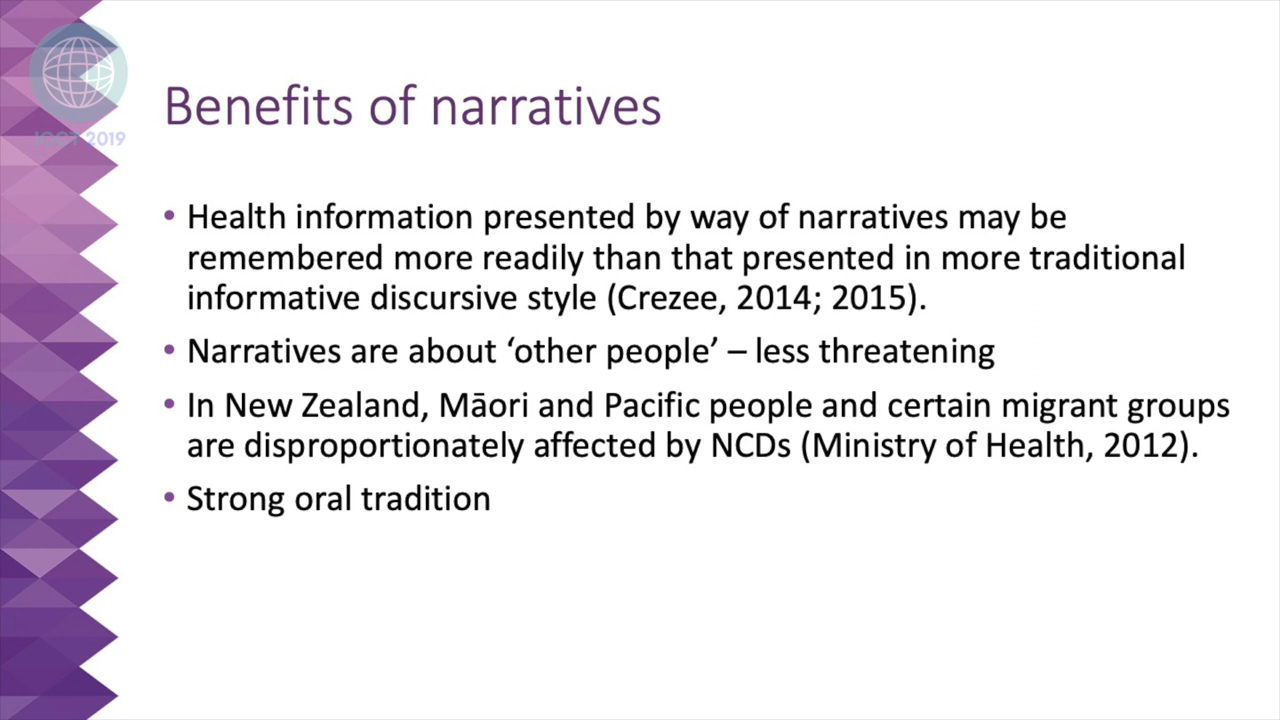 ICCT 2019
Benefits of narratives
• Health information presented by way of narratives may be
remembered more readily than that presented in more traditional
informative discursive style (Crezee, 2014; 2015).
• Narratives are about ‘other people’ – less threatening
• In New Zealand, Māori and Pacific people and certain migrant groups
are disproportionately affected by NCDs (Ministry of Health, 2012).
• Strong oral tradition